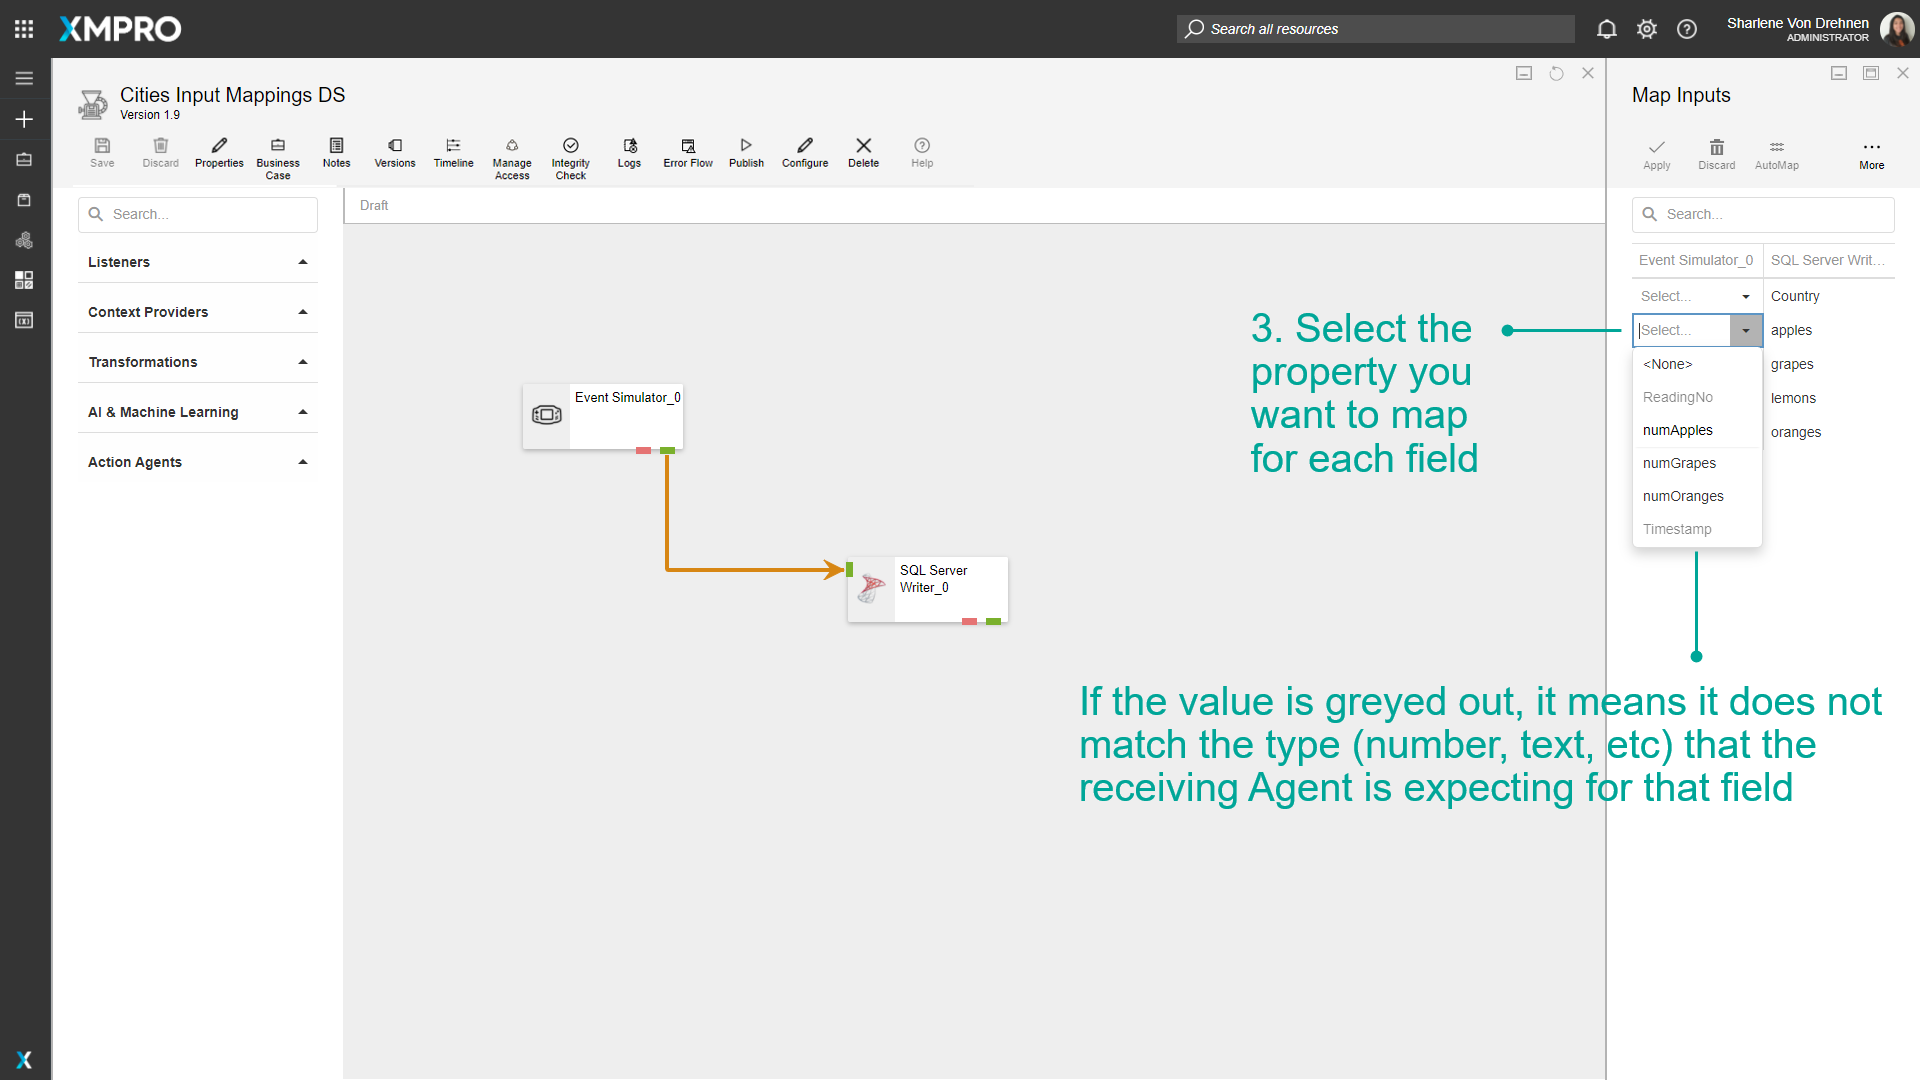 XMPRO
Search all resources
Sharlene Von Drehnen
ADMINISTRATOR
Cities Input Mappings DS
Version 1.9
Save
Discard
Properties
Business
Case
Notes
Versions
Timeline
Manage
Access
Integrity
Check
Logs
Error Flow
Publish
Configure
Delete
Help
Search...
Listeners
Context Providers
Transformations
AI & Machine Learning
Action Agents
Draft
Event Simulator_0
SQL Server
Writer_0
3. Select the
property you
want to map
for each field
If the value is greyed out, it means it does not
match the type (number, text, etc) that the
receiving Agent is expecting for that field
Map Inputs
Apply
Discard
AutoMap
More
Search...
Event Simulator_0 SQL Server Writ...
Select... Country
Select... apples
<None> grapes
ReadingNo lemons
numApples oranges
numGrapes
numOranges
Timestamp